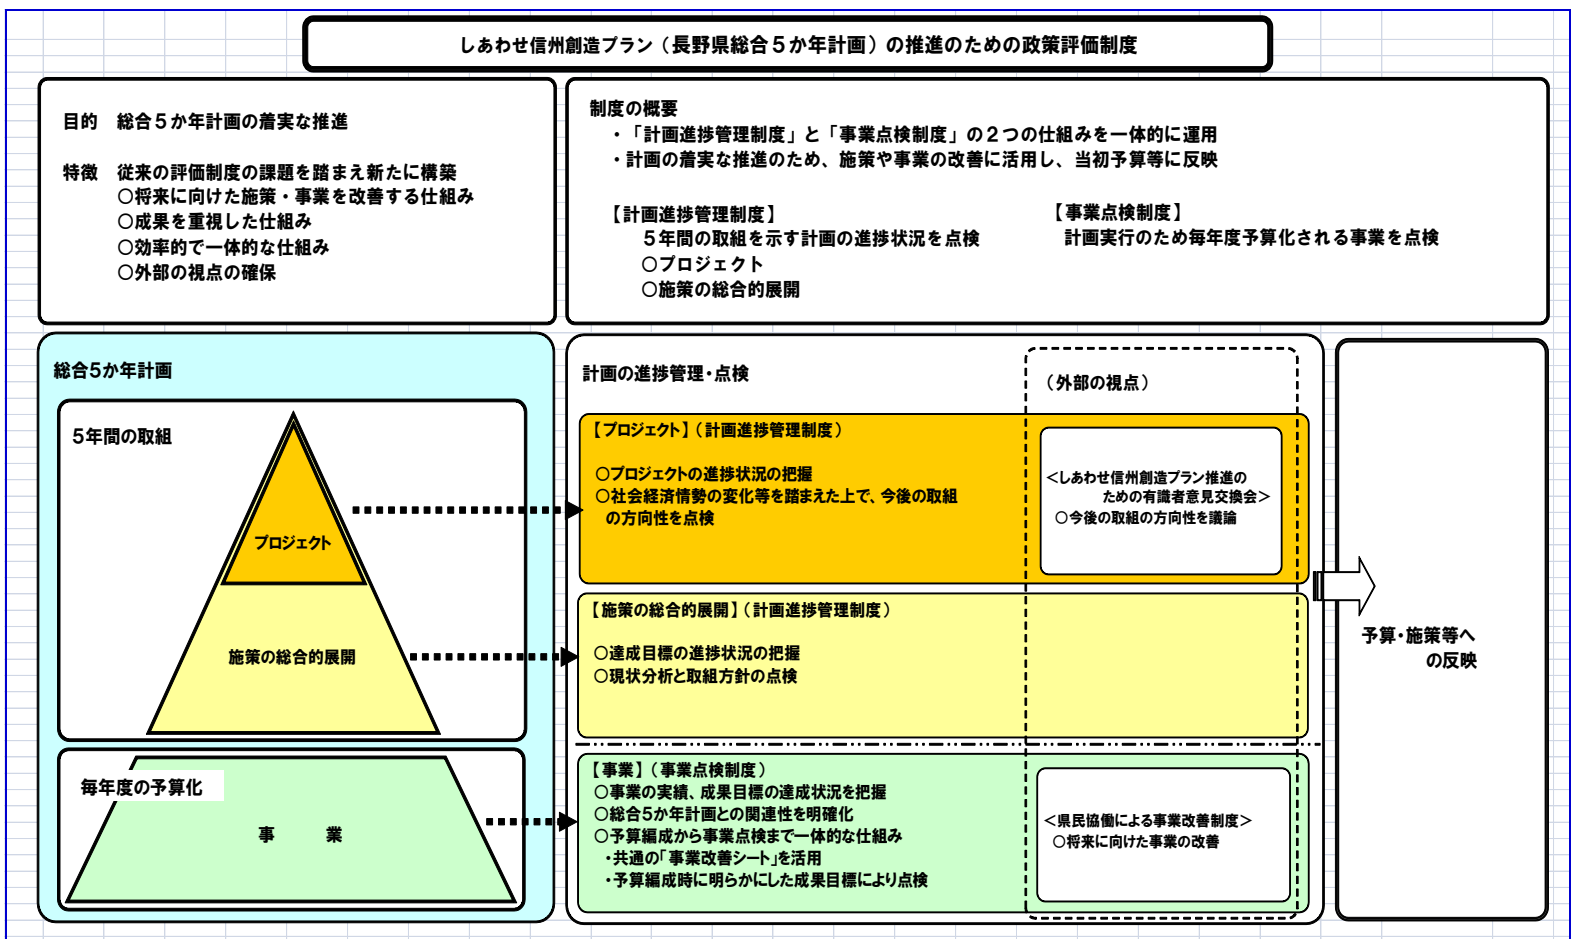 しあわせ信州創造プラン（長野県総合５か年計画）の推進のための政策評価制度
目的　総合５か年計画の着実な推進
特徴　従来の評価制度の課題を踏まえ新たに構築
○将来に向けた施策・事業を改善する仕組み
○成果を重視した仕組み
○効率的で一体的な仕組み
○外部の視点の確保
制度の概要
・「計画進捗管理制度」と「事業点検制度」の２つの仕組みを一体的に運用
・計画の着実な推進のため、施策や事業の改善に活用し、当初予算等に反映
【計画進捗管理制度】
５年間の取組を示す計画の進捗状況を点検
○プロジェクト
○施策の総合的展開
【事業点検制度】
計画実行のため毎年度予算化される事業を点検
総合5か年計画
5年間の取組
プロジェクト
施策の総合的展開
毎年度の予算化
事　　業
計画の進捗管理・点検
（外部の視点）
【プロジェクト】（計画進捗管理制度）
○プロジェクトの進捗状況の把握
○社会経済情勢の変化等を踏まえた上で、今後の取組
の方向性を点検
＜しあわせ信州創造プラン推進の
ための有識者意見交換会＞
○今後の取組の方向性を議論
【施策の総合的展開】（計画進捗管理制度）
○達成目標の進捗状況の把握
○現状分析と取組方針の点検
【事業】（事業点検制度）
○事業の実績、成果目標の達成状況を把握
○総合5か年計画との関連性を明確化
○予算編成から事業点検まで一体的な仕組み
・共通の「事業改善シート」を活用
・予算編成時に明らかにした成果目標により点検
＜県民協働による事業改善制度＞
○将来に向けた事業の改善
予算・施策等へ
の反映